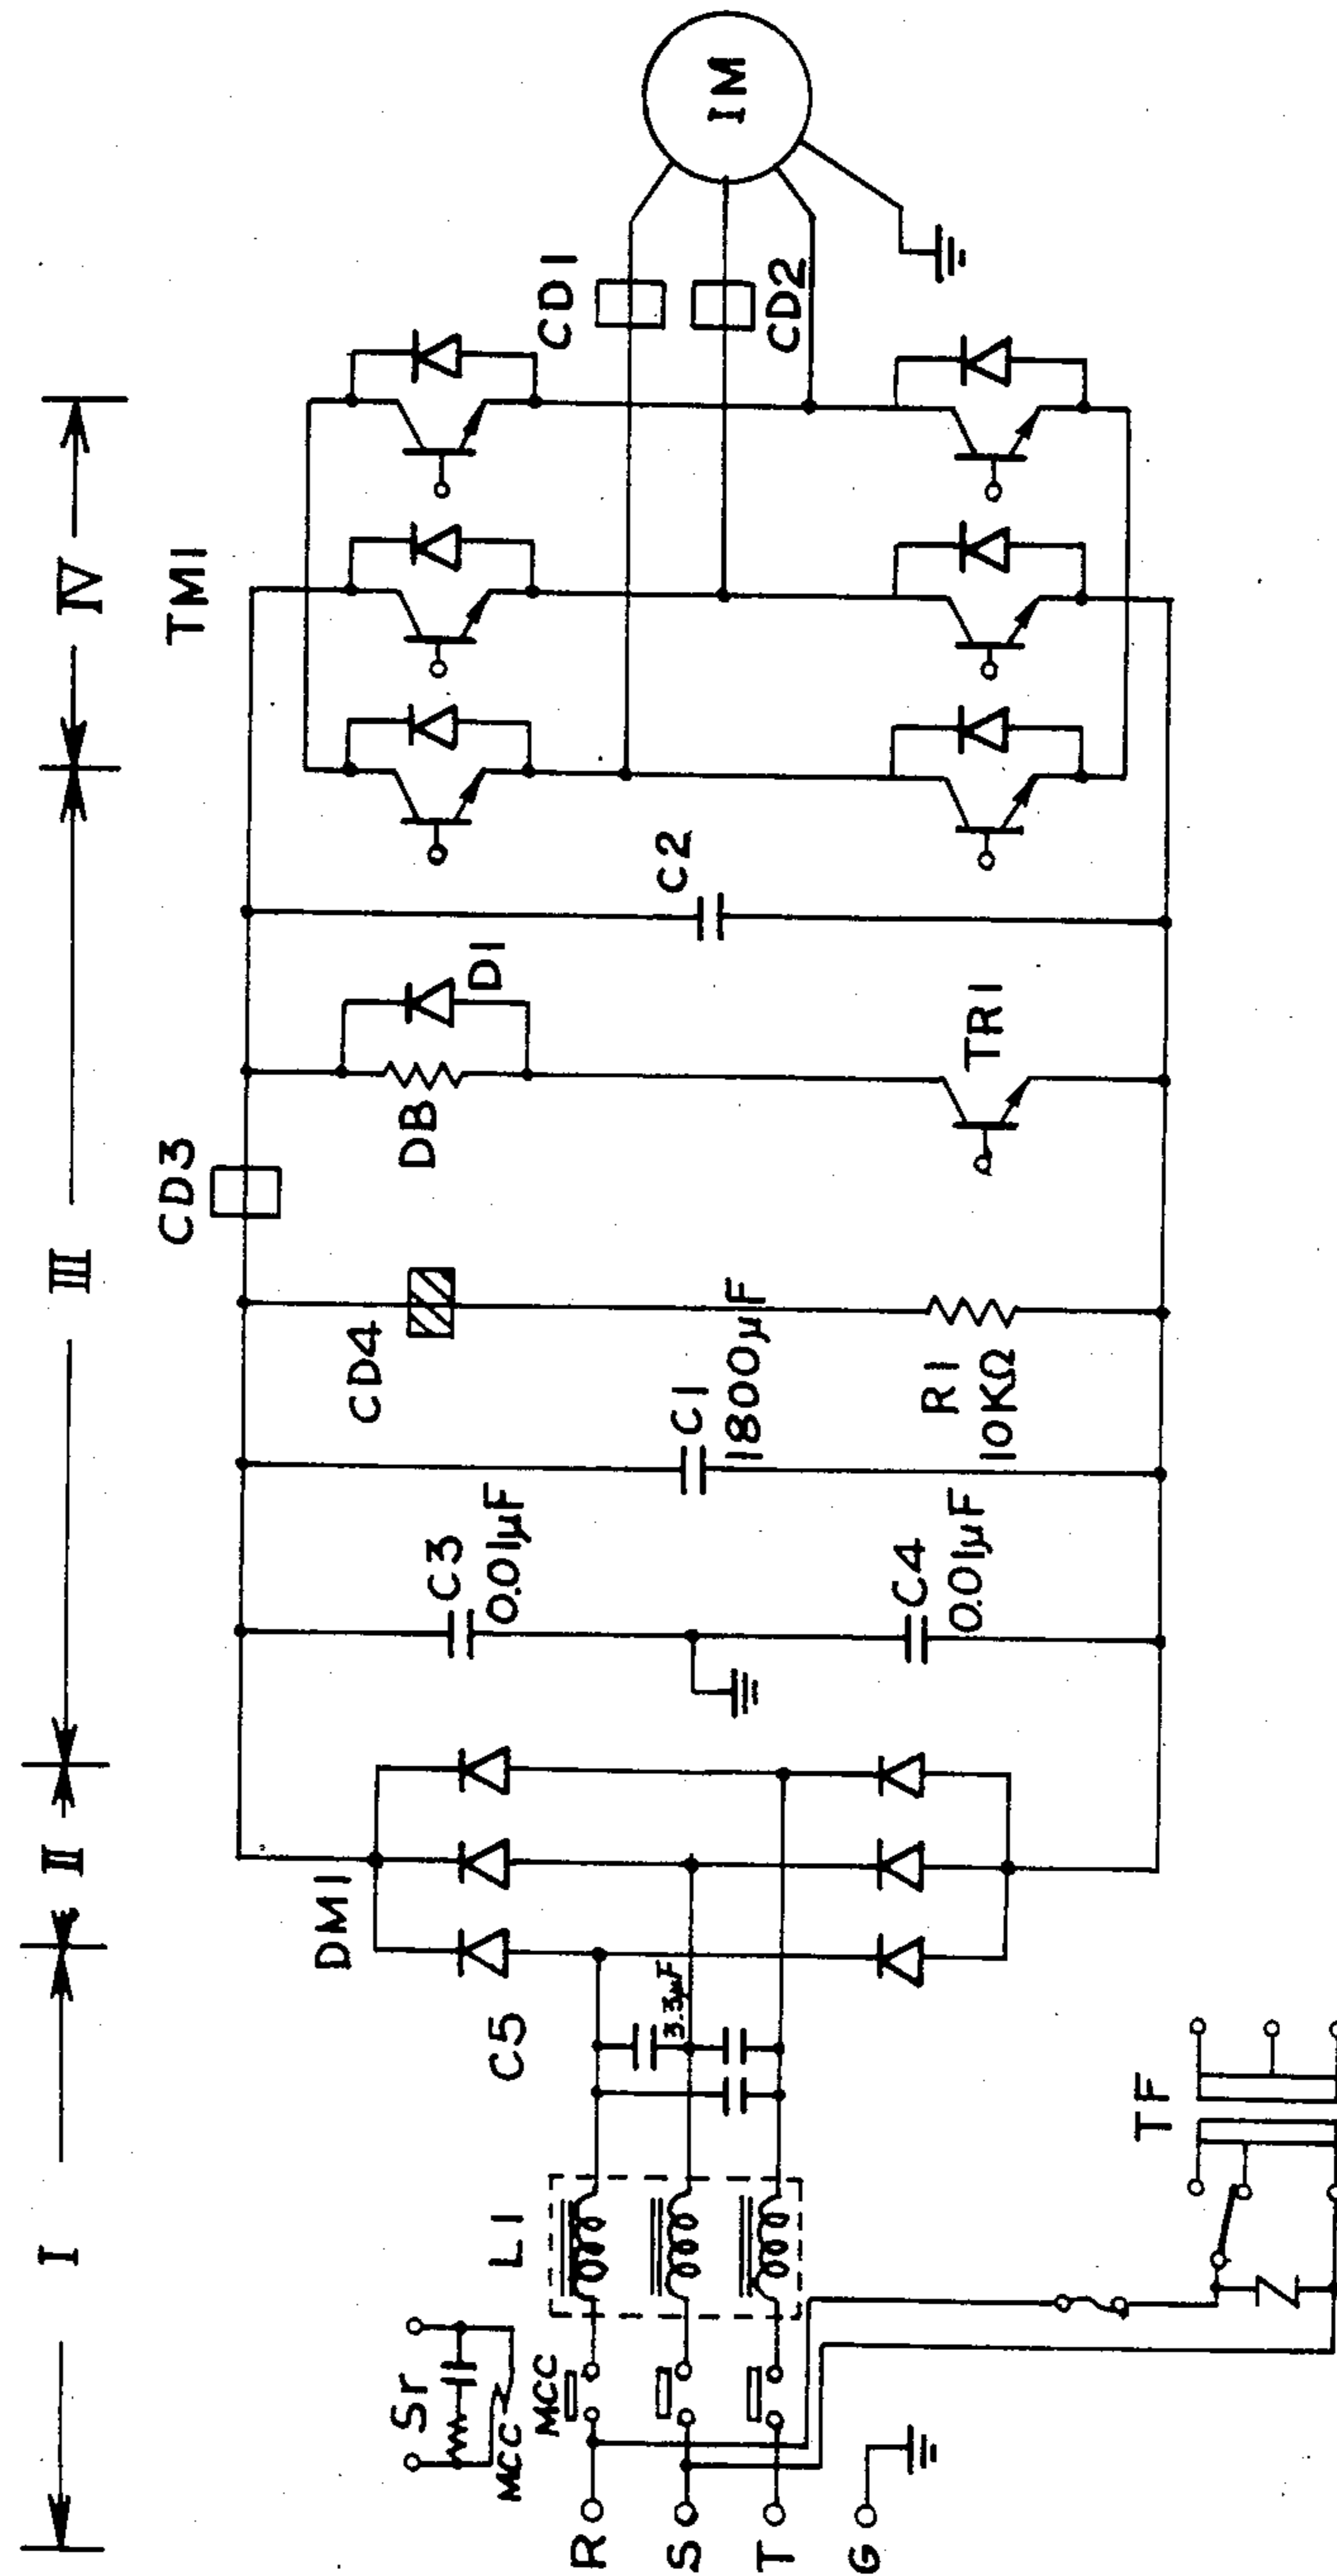 I
II
III
IV
Sr
MCC
MCC
L1
C5
3.3μF
DM1
C3
0.01μF
C4
0.01μF
C1
1800μF
CD4
R1
10KΩ
CD3
DB
D1
TR1
C2
TM1
CD1
CD2
IM
R
S
T
G
TF